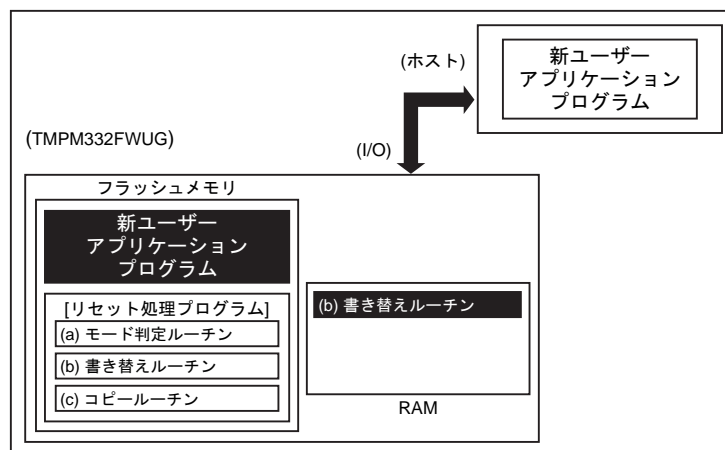 (ホスト)
新ユーザー
アプリケーション
プログラム
(TMPM332FWUG)
(I/O)
フラッシュメモリ
新ユーザー
アプリケーション
プログラム
[リセット処理プログラム]
(a) モード判定ルーチン
(b) 書き替えルーチン
(c) コピールーチン
(b) 書き替えルーチン
RAM